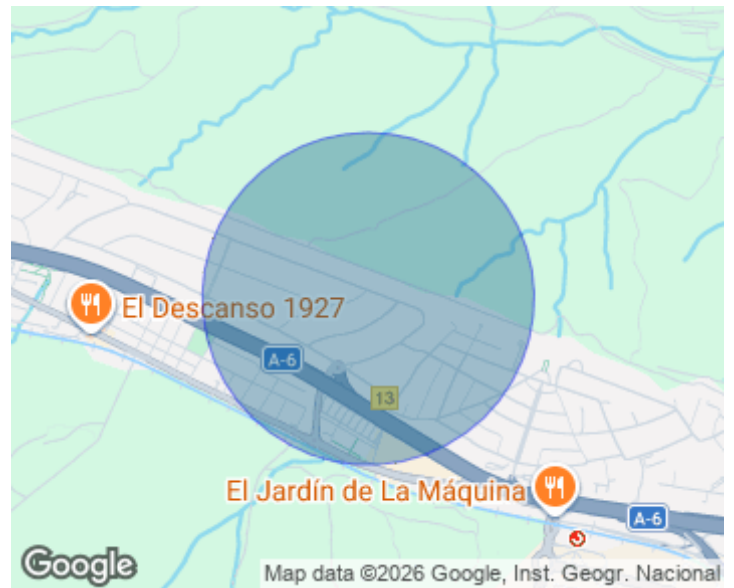 El Descanso 1927
A-6
13
El Jardín de La Máquina
A-6
Google
Map data ©2026 Google, Inst. Geogr. Nacional